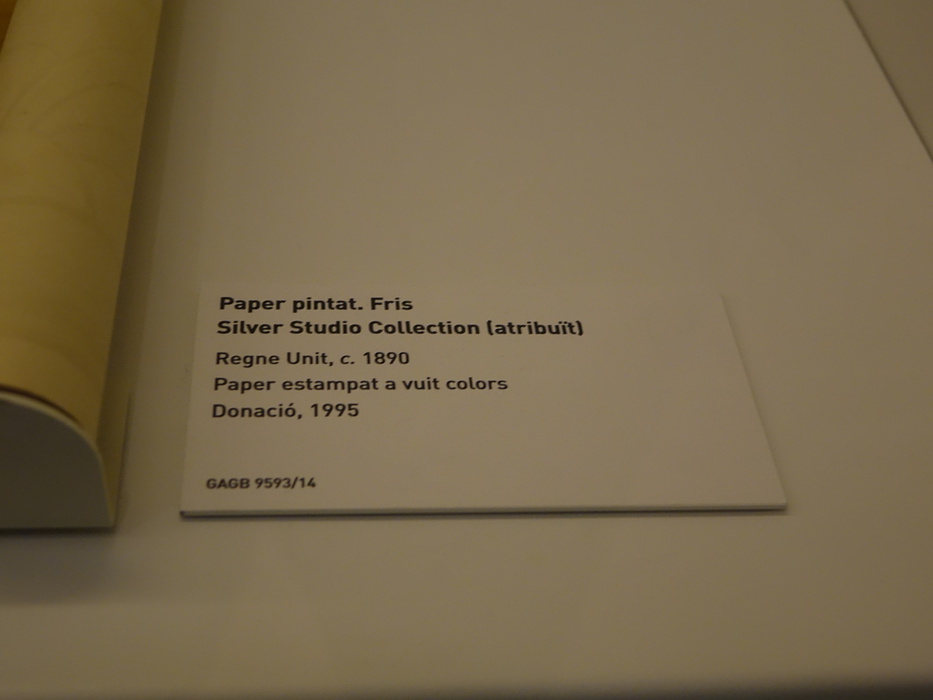 Paper pintat. Fris
Silver Studio Collection (atribuït)
Regne Unit, c. 1890
Paper estampat a vuit colors
Donació, 1995
GAGB 9593/14